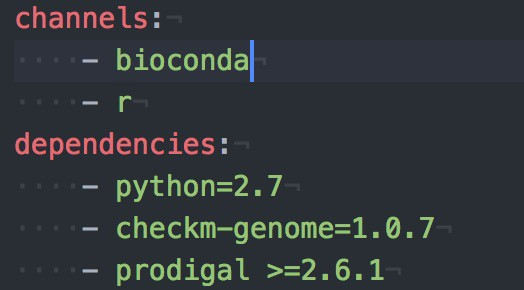 channels:
    - bioconda
    - r
dependencies:
    - python=2.7
    - checkm-genome=1.0.7
    - prodigal >=2.6.1